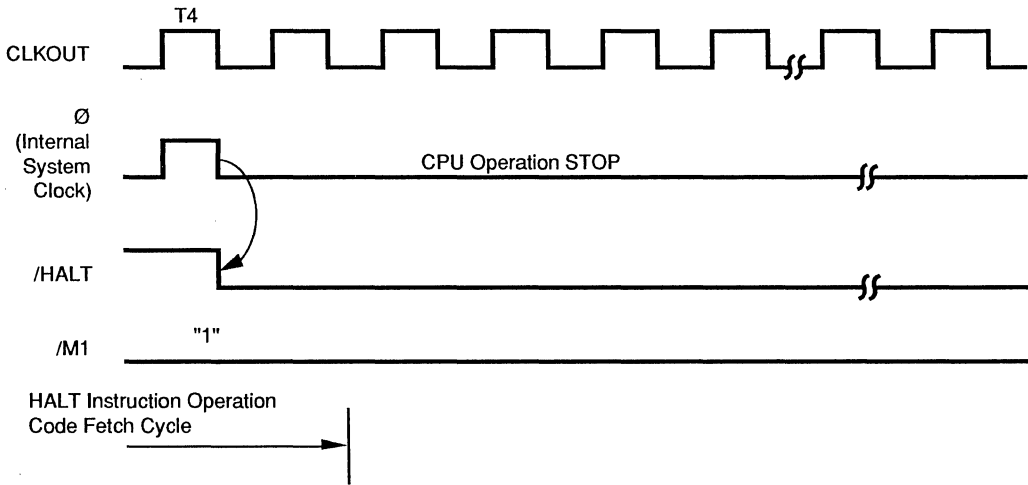 T4
CLKOUT
Ø
(Internal
System
Clock)
CPU Operation STOP
/HALT
"1"
/M1
HALT Instruction Operation
Code Fetch Cycle